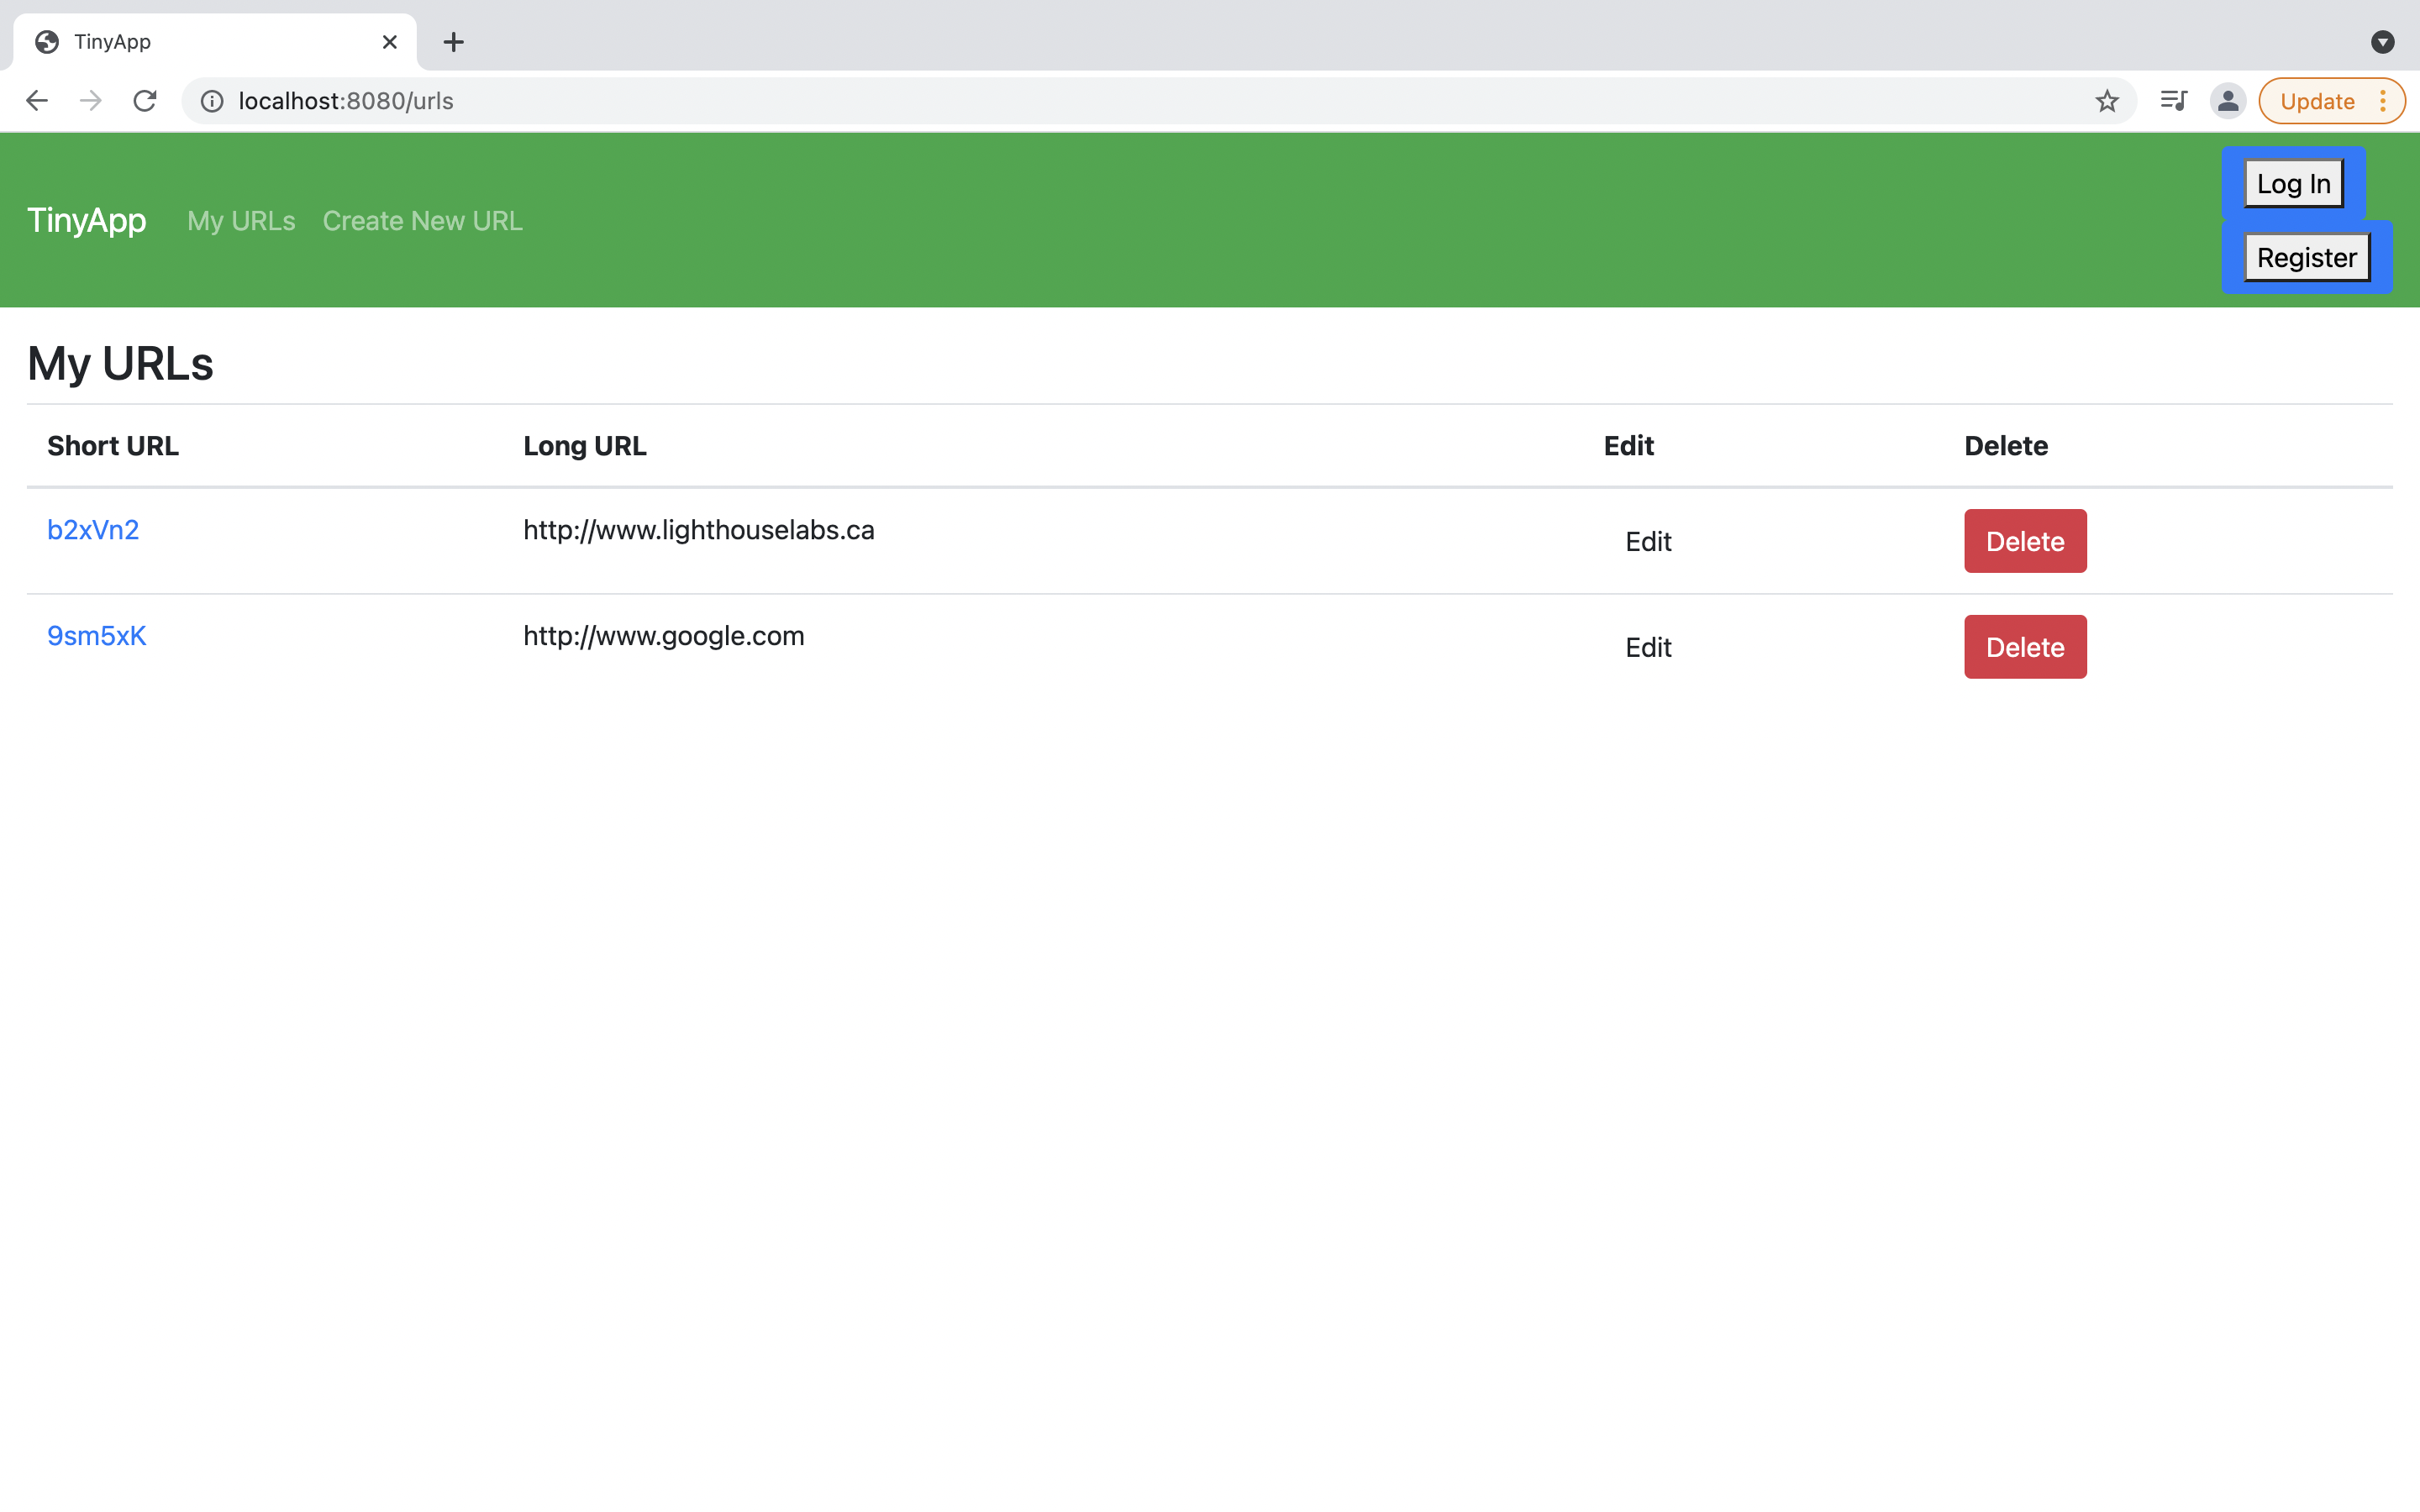 TinyApp
localhost:8080/urls
Update
TinyApp My URLs Create New URL
Log In
Register
My URLs
Short URL Long URL Edit Delete
b2xVn2 http://www.lighthouselabs.ca Edit Delete
9sm5xK http://www.google.com Edit Delete